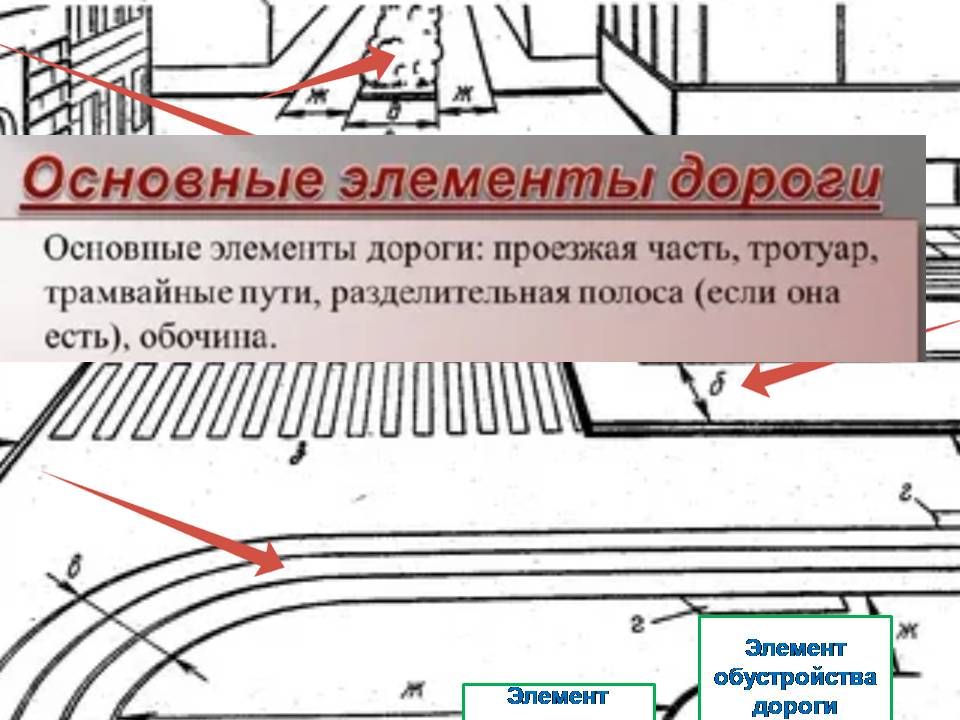 ж ж
в
Основные элементы дороги
Основные элементы дороги: проезжая часть, тротуар,
трамвайные пути, разделительная полоса (если она
есть), обочина.
б
з
г
в
г
ж
ж
Элемент
обустройства
дороги
Элемент